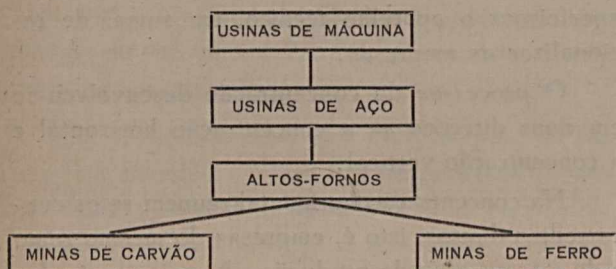 USINAS DE MÁQUINA
USINAS DE AÇO
ALTOS-FORNOS
MINAS DE CARVÃO
MINAS DE FERRO